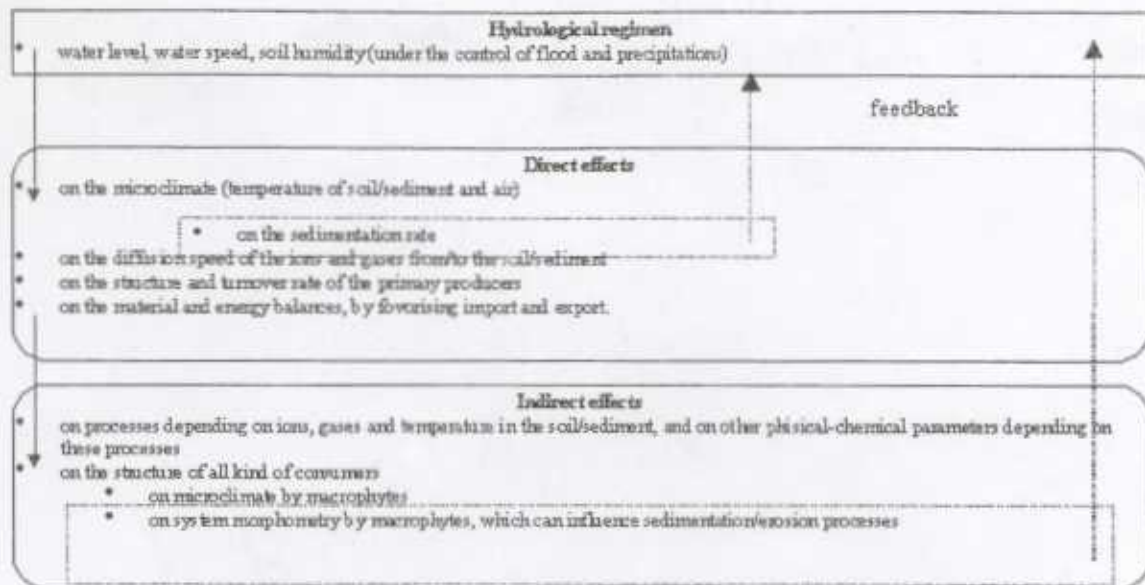 Hydrological regimen
• water level, water speed, soil humidity(under the control of flood and precipitations)
feedback
Direct effects
• on the microclimate (temperature of soil/sediment and air)
• on the sedimentation rate
• on the diffusion speed of the ions and gases from/to the soil/sediment
• on the structure and turnover rate of the primary producers
• on the material and energy balances, by fovorising import and export.
Indirect effects
• on processes depending on ions, gases and temperature in the soil/sediment, and on other phisical-chemical parameters depending on
these processes
• on the structure of all kind of consumers
• on microclimate by macrophytes
• on system morphometry by macrophytes, which can influence sedimentation/erosion processes